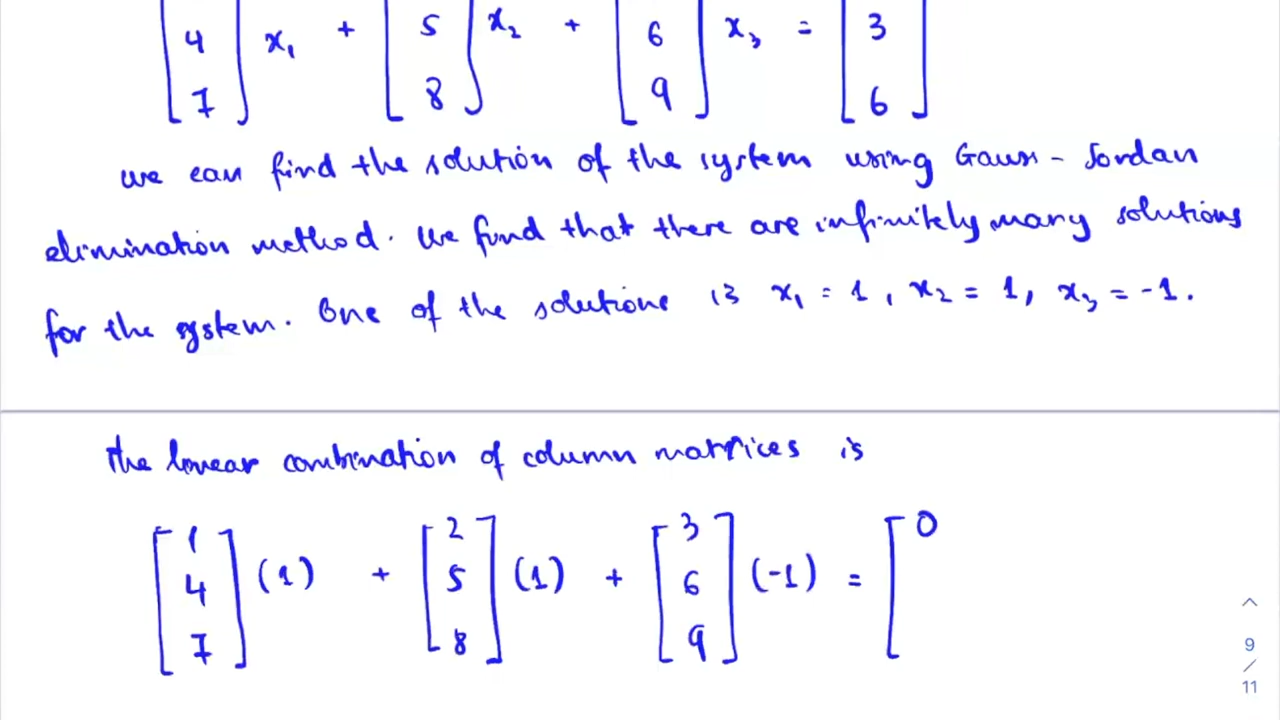 4 x₁ + 5 x₂ + 6 x₃ = 3
7 8 9 6
we can find the solution of the system using Gauss - Jordan
elimination method. We fund that there are infinitely many solutions
for the system. One of the solutions is x₁ = 1, x₂ = 1, x₃ = -1.
the linear combination of column matrices is
1 2 3 0
4 (1) + 5 (1) + 6 (-1) =
7 8 9
9
/
11